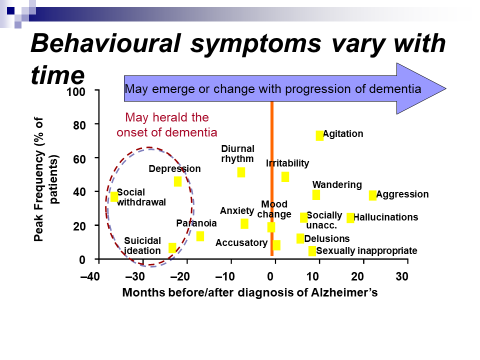 Behavioural symptoms vary with
time
May emerge or change with progression of dementia
May herald the
onset of dementia
Peak Frequency (% of
patients)
100
80
60
40
20
0
Agitation
Diurnal
rhythm
Irritability
Depression
Wandering
Social
withdrawal
Aggression
Mood
change
Anxiety
Socially
unacc.
Hallucinations
Paranoia
Suicidal
ideation
Accusatory
Delusions
Sexually inappropriate
–40
–30
–20
–10
0
10
20
30
Months before/after diagnosis of Alzheimer's